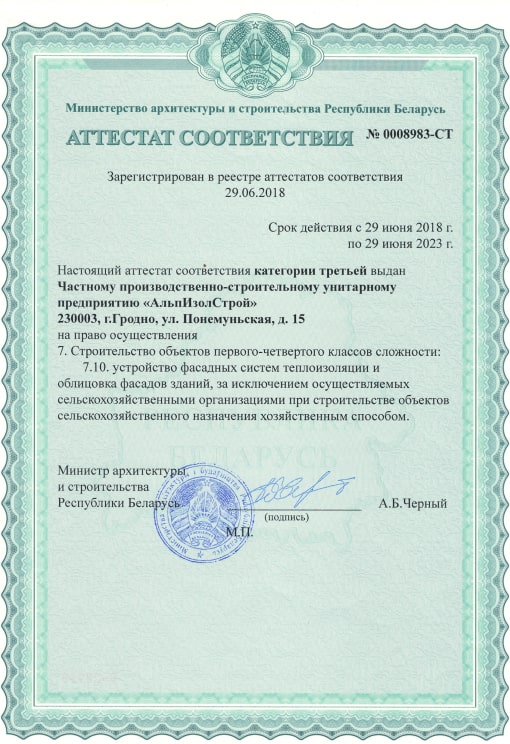 Министерство архитектуры и строительства Республики Беларусь
АТТЕСТАТ СООТВЕТСТВИЯ № 0008983-СТ
Зарегистрирован в реестре аттестатов соответствия
29.06.2018
Срок действия с 29 июня 2018 г.
по 29 июня 2023 г.
Настоящий аттестат соответствия категории третьей выдан
Частному производственно-строительному унитарному
предприятию «АльпИзолСтрой»
230003, г.Гродно, ул. Понемуньская, д. 15
на право осуществления
7. Строительство объектов первого-четвертого классов сложности:
7.10. устройство фасадных систем теплоизоляции и
облицовка фасадов зданий, за исключением осуществляемых
сельскохозяйственными организациями при строительстве объектов
сельскохозяйственного назначения хозяйственным способом.
БЕЛАРУСЬ
Министр архитектуры
и строительства
Республики Беларусь А.Б.Черный
(подпись)
М.П.